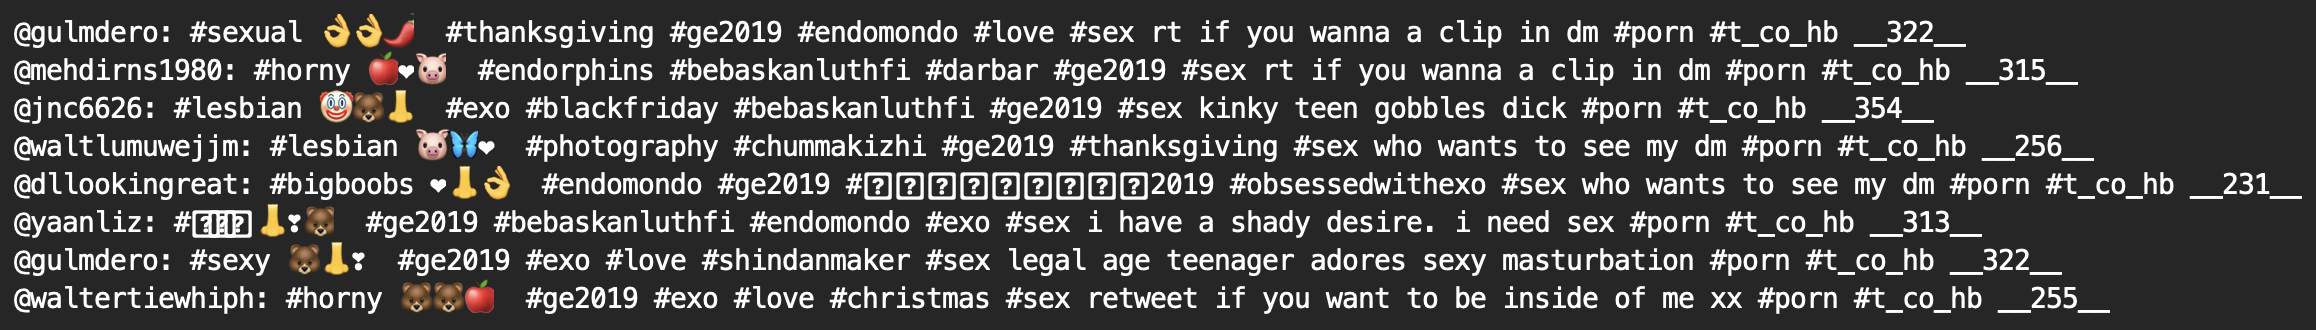 @gulmdero: #sexual 👌👌🌶 #thanksgiving #ge2019 #endomondo #love #sex rt if you wanna a clip in dm #porn #t_co_hb __322__
@mehdirns1980: #horny 🍎❤🐷 #endorphins #bebaskanluthfi #darbar #ge2019 #sex rt if you wanna a clip in dm #porn #t_co_hb __315__
@jnc6626: #lesbian 🤡🐻👃 #exo #blackfriday #bebaskanluthfi #ge2019 #sex kinky teen gobbles dick #porn #t_co_hb __354__
@waltlumuwejjm: #lesbian 🐷🦋❤ #photography #chummakizhi #ge2019 #thanksgiving #sex who wants to see my dm #porn #t_co_hb __256__
@dllookingreat: #bigboobs ❤👃👌 #endomondo #ge2019 #2019 #obsessedwithexo #sex who wants to see my dm #porn #t_co_hb __231__
@yaanliz: # 👃❣🐻 #ge2019 #bebaskanluthfi #endomondo #exo #sex i have a shady desire. i need sex #porn #t_co_hb __313__
@gulmdero: #sexy 🐻👃❣ #ge2019 #exo #love #shindanmaker #sex legal age teenager adores sexy masturbation #porn #t_co_hb __322__
@waltertiewhiph: #horny 🐻🐻🍎 #ge2019 #exo #love #christmas #sex retweet if you want to be inside of me xx #porn #t_co_hb __255__